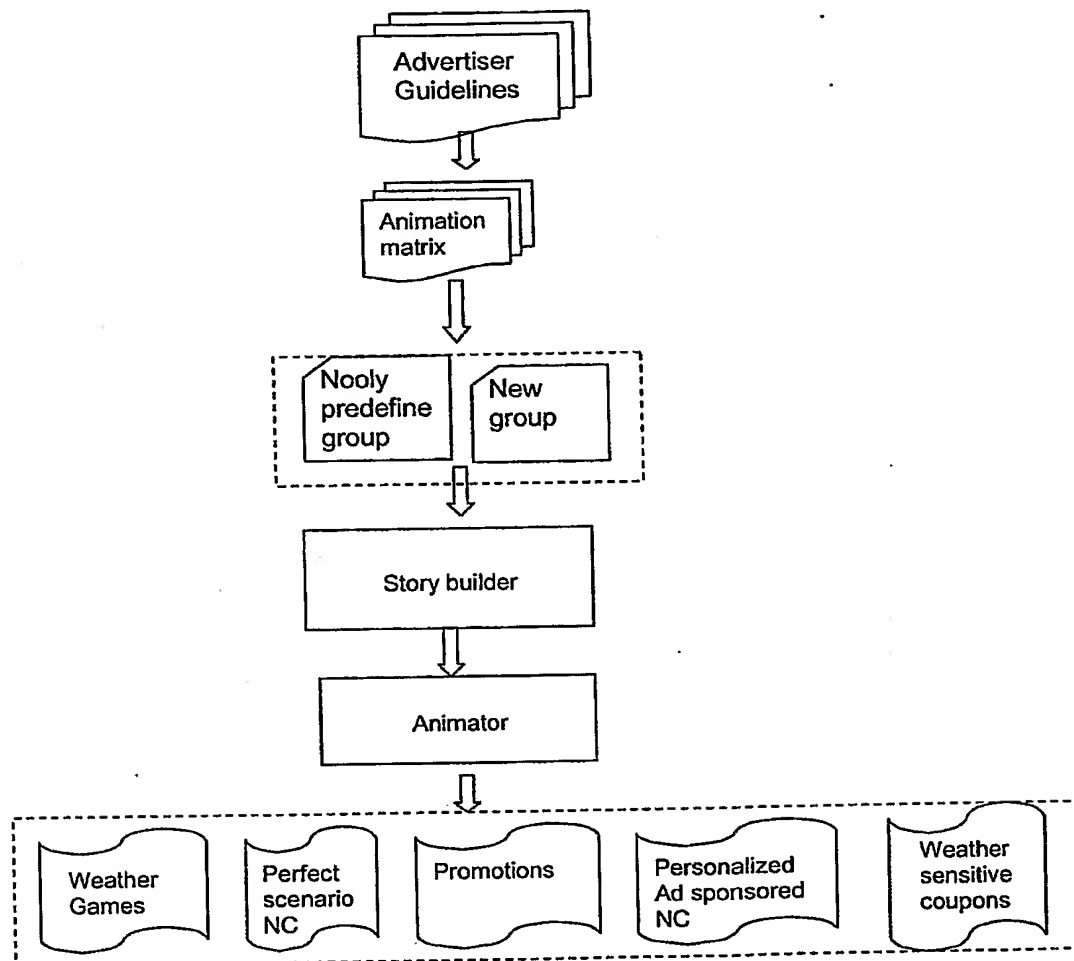 Advertiser
Guidelines
Animation
matrix
Nooly
predefine
group
New
group
Story builder
Animator
Weather
Games
Perfect
scenario
NC
Promotions
Personalized
Ad sponsored
NC
Weather
sensitive
coupons